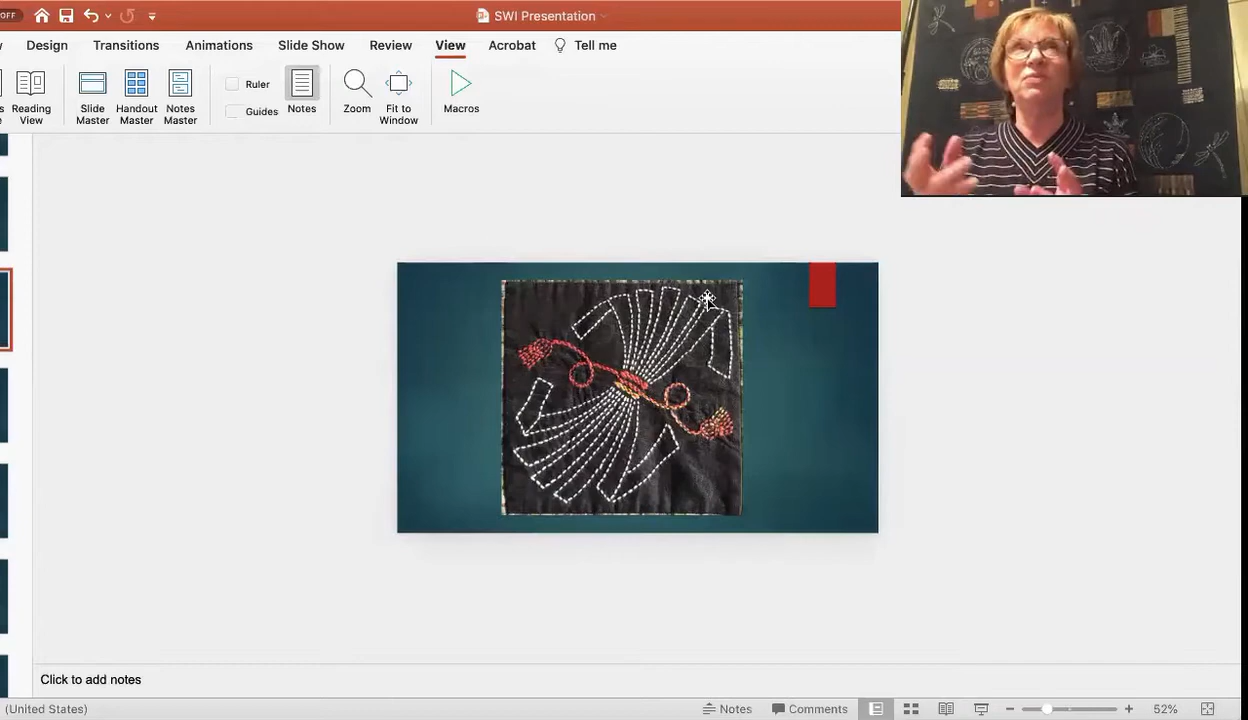 OFF
SWI Presentation
Design
Transitions
Animations
Slide Show
Review
View
Acrobat
Tell me
Reading
View
Slide
Master
Handout
Master
Notes
Master
Ruler
Guides
Notes
Zoom
Fit to
Window
Macros
Click to add notes
(United States)
Notes
Comments
52%